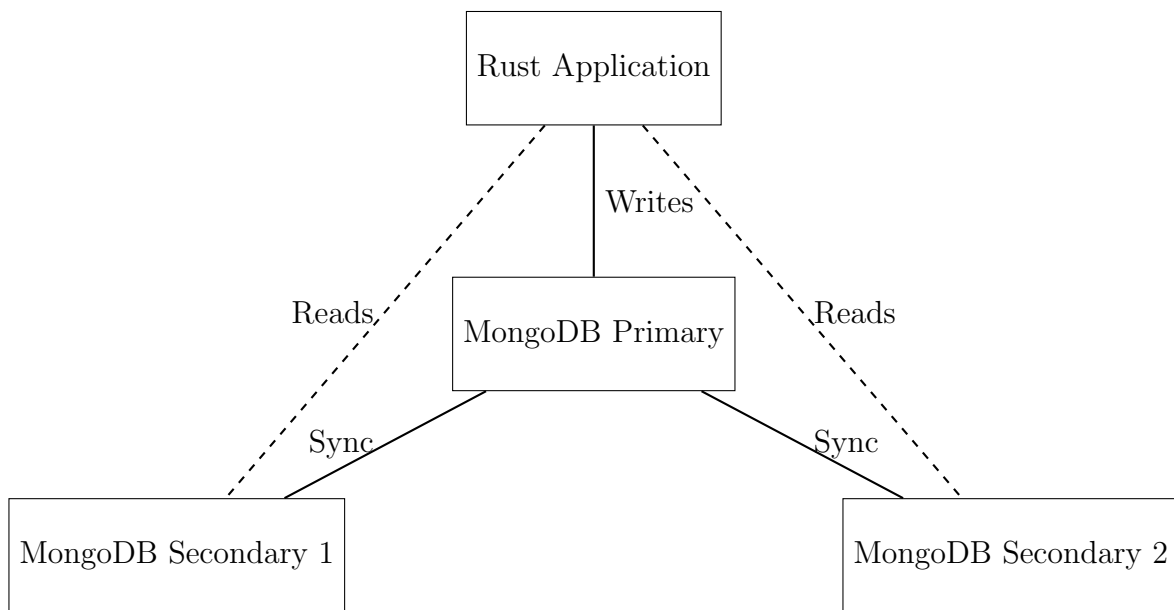 Rust Application
Writes
Reads
Reads
MongoDB Primary
Sync
Sync
MongoDB Secondary 1
MongoDB Secondary 2